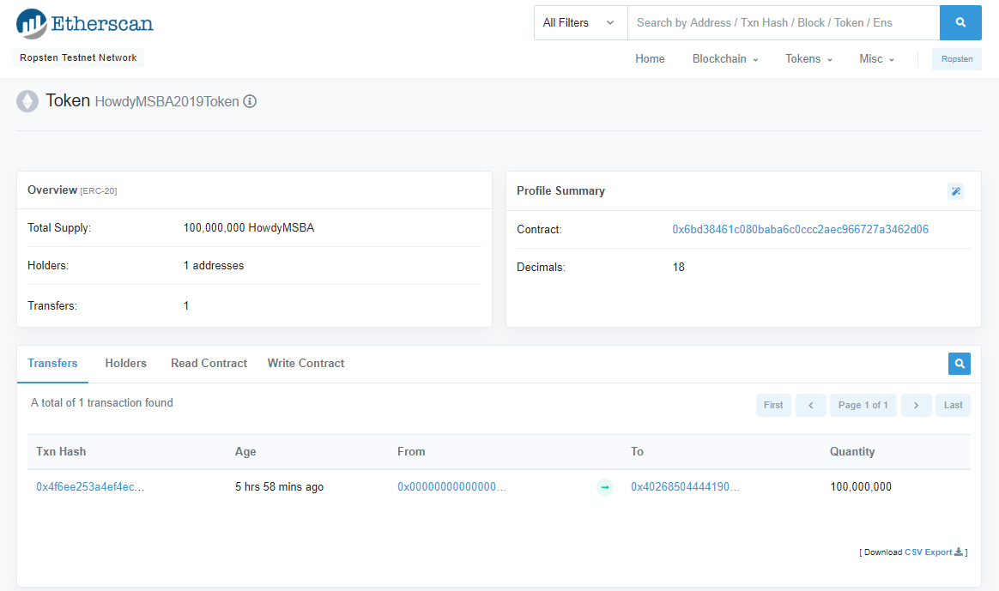 Etherscan
All Filters
Search by Address / Txn Hash / Block / Token / Ens
Ropsten Testnet Network
Home
Blockchain
Tokens
Misc
Ropsten
Token HowdyMSBA2019Token
Overview [ERC-20]
Total Supply:
100,000,000 HowdyMSBA
Holders:
1 addresses
Transfers:
1
Profile Summary
Contract:
0x6bd38461c080baba6c0ccc2aec966727a3462d06
Decimals:
18
Transfers
Holders
Read Contract
Write Contract
A total of 1 transaction found
First
Page 1 of 1
Last
Txn Hash
Age
From
To
Quantity
0x4f6ee253a4ef4ec...
5 hrs 58 mins ago
0x00000000000000...
0x40268504444190...
100,000,000
[ Download CSV Export ]